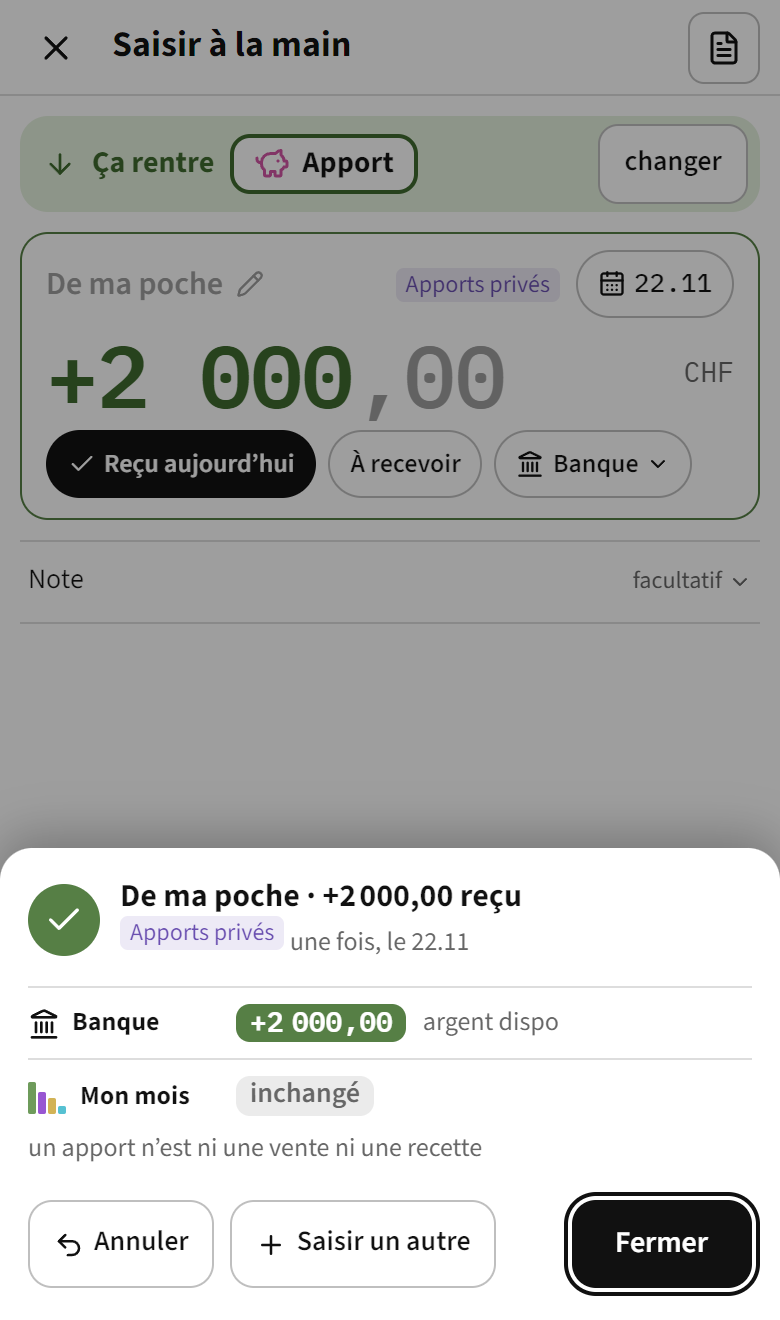 Saisir à la main
Ça rentre Apport changer
De ma poche Apports privés 22.11
+2 000,00 CHF
Reçu aujourd’hui À recevoir Banque
Note facultatif
De ma poche · +2 000,00 reçu
Apports privés une fois, le 22.11
Banque +2 000,00 argent dispo
Mon mois inchangé
un apport n’est ni une vente ni une recette
Annuler Saisir un autre Fermer